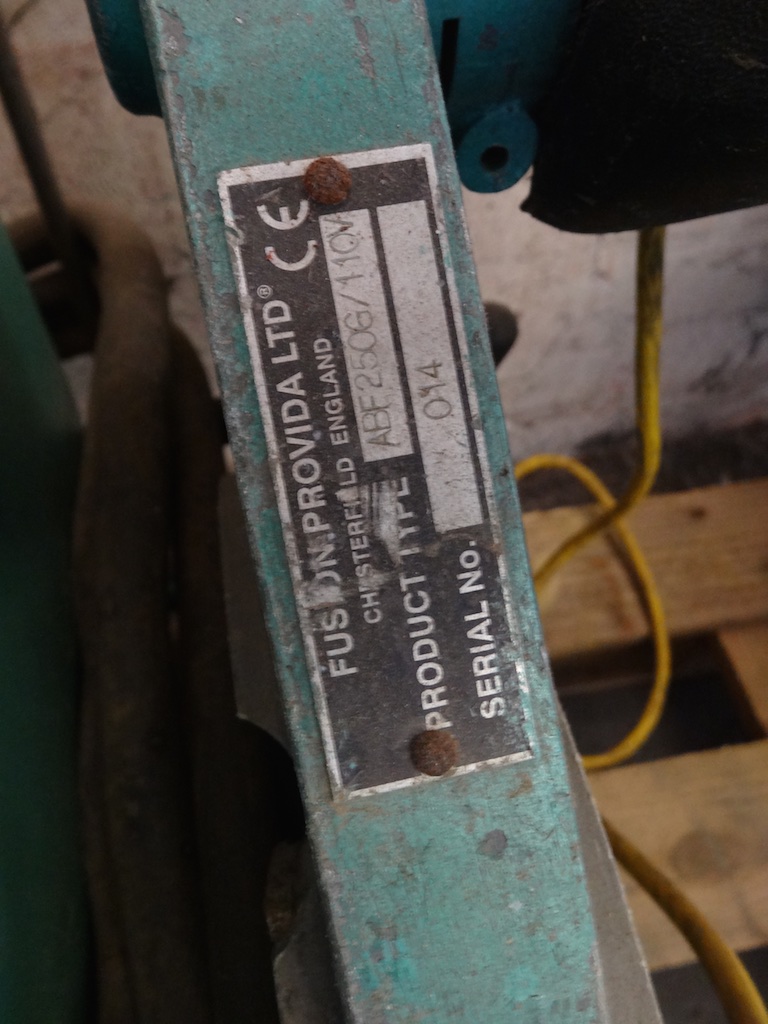 FUSION PROVIDA LTD® CE
CHESTERFIELD ENGLAND
PRODUCT TYPE ABF250G/110V
SERIAL No. 014